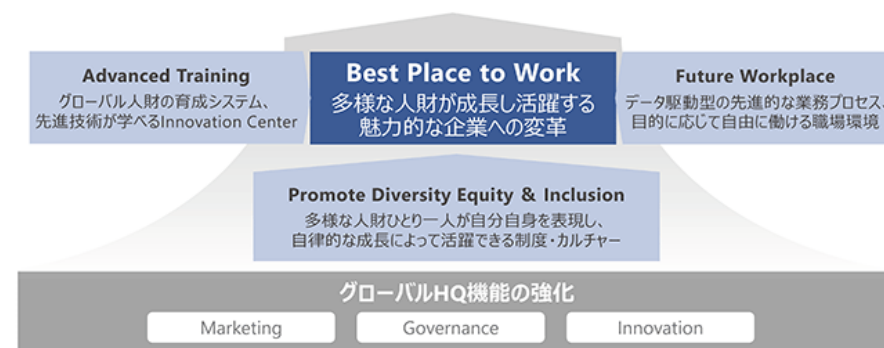 Advanced Training
グローバル人財の育成システム、
先進技術が学べるInnovation Center
Best Place to Work
多様な人財が成長し活躍する
魅力的な企業への変革
Future Workplace
データ駆動型の先進的な業務プロセス、
目的に応じて自由に働ける職場環境
Promote Diversity Equity & Inclusion
多様な人財ひとり一人が自分自身を表現し、
自律的な成長によって活躍できる制度・カルチャー
グローバルHQ機能の強化
Marketing
Governance
Innovation